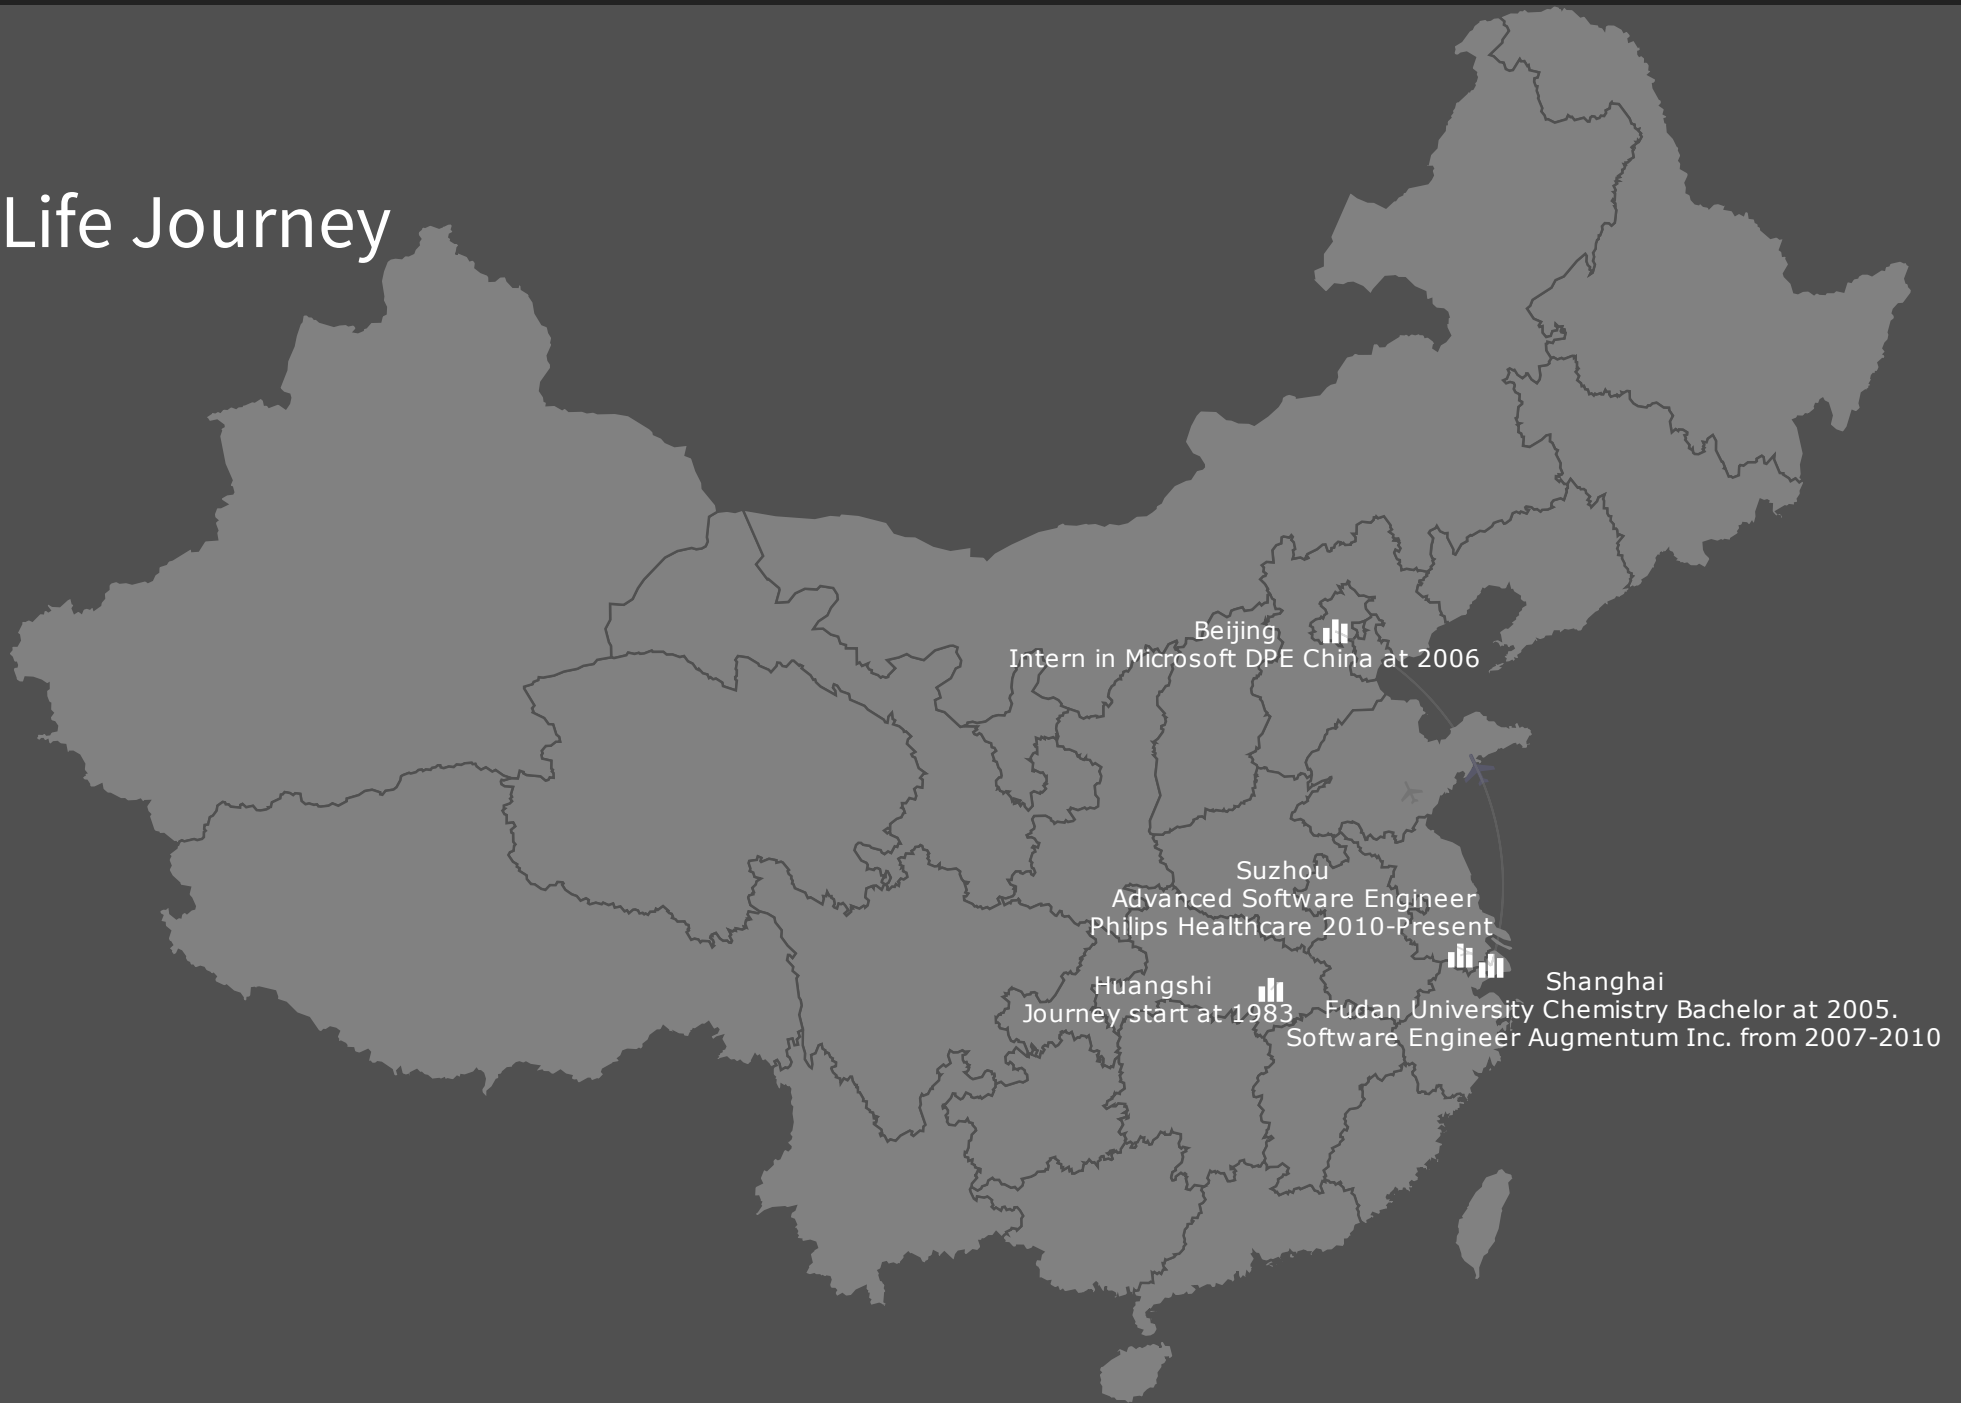 Life Journey
Beijing
Intern in Microsoft DPE China at 2006
Suzhou
Advanced Software Engineer
Philips Healthcare 2010-Present
Huangshi
Journey start at 1983
Shanghai
Fudan University Chemistry Bachelor at 2005.
Software Engineer Augmentum Inc. from 2007-2010